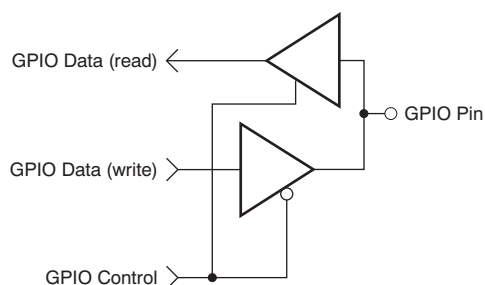 GPIO Data (read)
GPIO Pin
GPIO Data (write)
GPIO Control